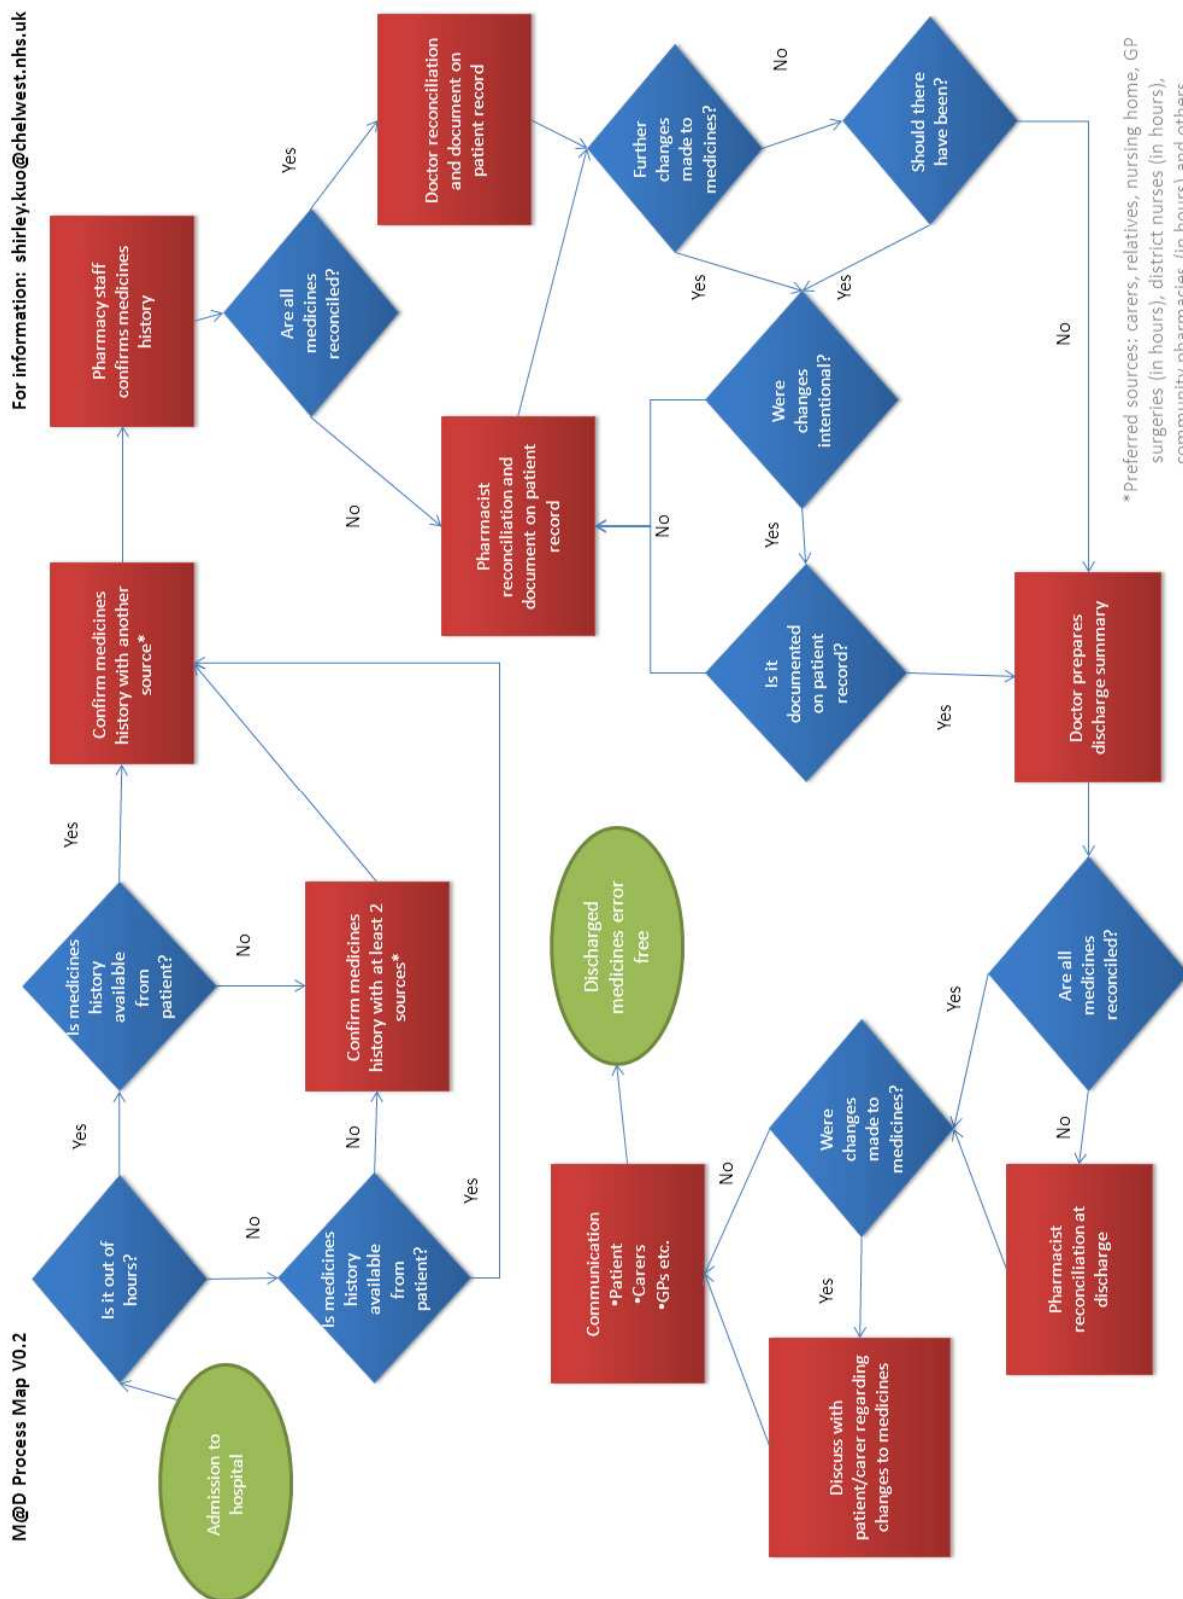 M@D Process Map V0.2
For information: shirley.kuo@chelwest.nhs.uk
Admission to
hospital
Is it out of
hours?
Yes
No
Is medicines
history
available
from
patient?
Yes
No
Is medicines
history
available
from
patient?
No
Yes
Confirm medicines
history with at least 2
sources*
Confirm medicines
history with another
source*
Pharmacy staff
confirms medicines
history
Are all
medicines
reconciled?
Yes
No
Doctor reconciliation
and document on
patient record
Pharmacist
reconciliation and
document on patient
record
Further
changes
made to
medicines?
No
Yes
Should there
have been?
Yes
No
Were
changes
intentional?
Yes
No
Is it
documented
on patient
record?
Yes
Doctor prepares
discharge summary
Are all
medicines
reconciled?
Yes
No
Pharmacist
reconciliation at
discharge
Were
changes
made to
medicines?
No
Yes
Discuss with
patient/carer regarding
changes to medicines
Communication
•Patient
•Carers
•GPs etc.
Discharged
medicines error
free
*Preferred sources: carers, relatives, nursing home, GP
surgeries (in hours), district nurses (in hours),
community pharmacies (in hours) and others